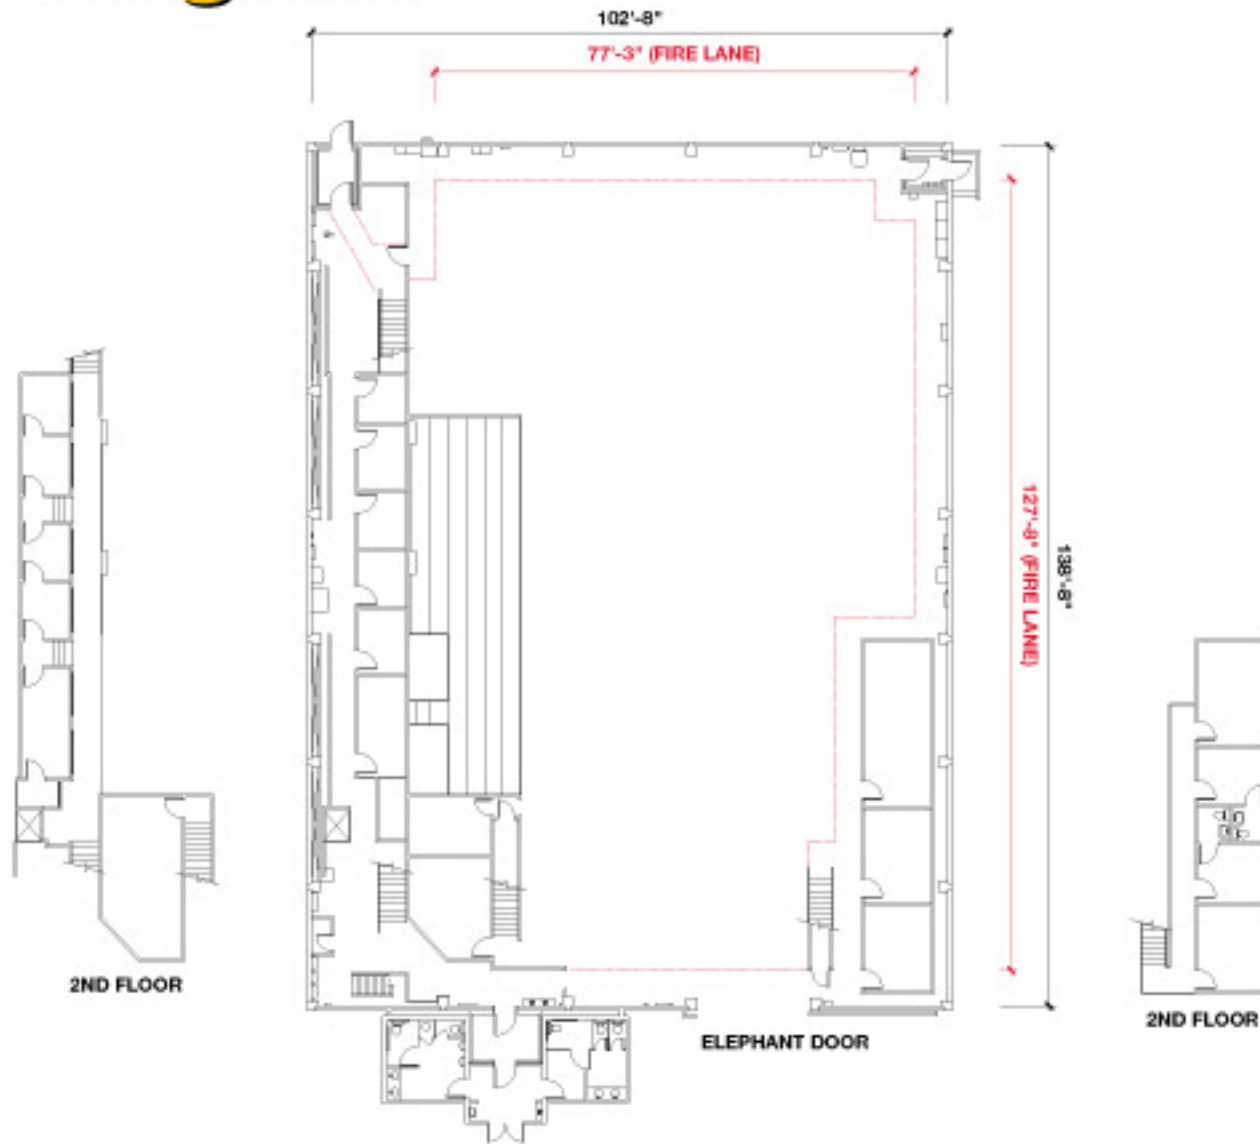 102'-8"
77'-3" (FIRE LANE)
127'-8" (FIRE LANE)
138'-8"
2ND FLOOR
2ND FLOOR
ELEPHANT DOOR